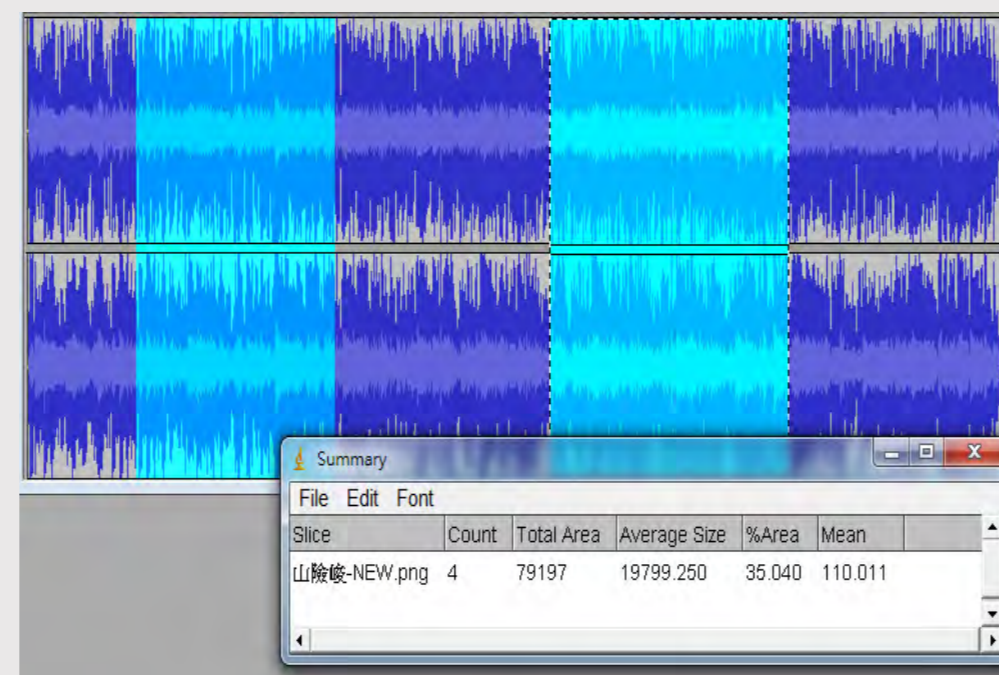 Summary
File Edit Font
Slice Count Total Area Average Size %Area Mean
山險峻-NEW.png 4 79197 19799.250 35.040 110.011